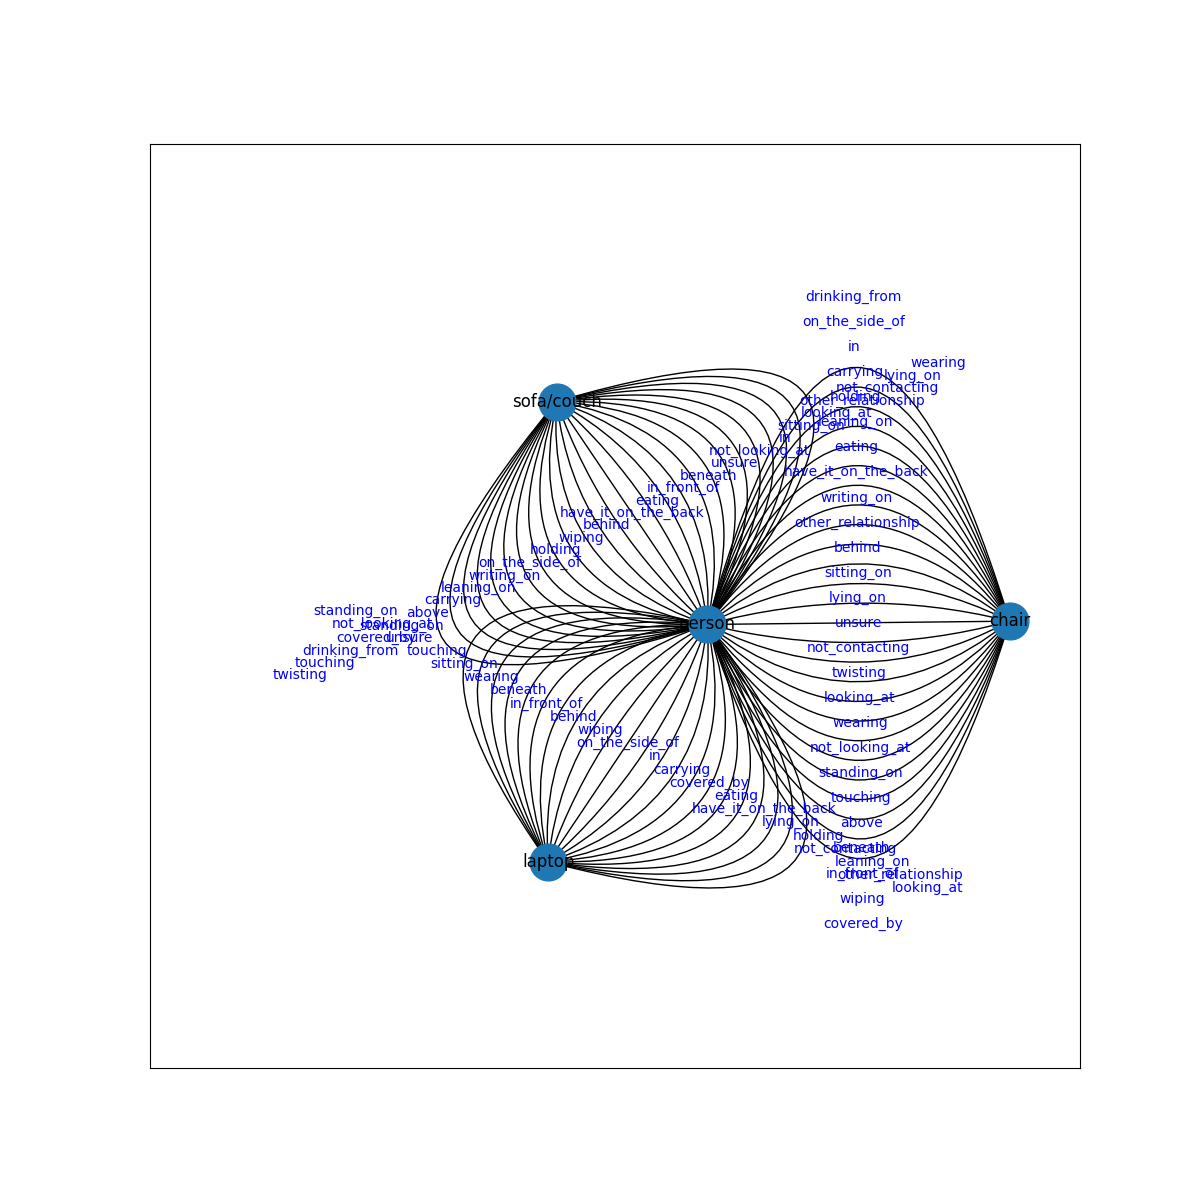 drinking_from
on_the_side_of
in
wearing
carrying
lying_on
not_contacting
holding
other_relationship
sofa/couch
looking_at
leaning_on
sitting_on
in
eating
not_looking_at
unsure
have_it_on_the_back
beneath
in_front_of
writing_on
eating
have_it_on_the_back
other_relationship
behind
wiping
behind
holding
on_the_side_of
sitting_on
writing_on
leaning_on
lying_on
carrying
standing_on
above
chair
unsure
person
not_looking_at
looking_at
standing_on
covered_by
unsure
drinking_from
touching
not_contacting
touching
sitting_on
twisting
wearing
twisting
beneath
looking_at
in_front_of
behind
wearing
wiping
on_the_side_of
not_looking_at
in
carrying
standing_on
covered_by
eating
touching
have_it_on_the_back
lying_on
above
holding
not_contacting
beneath
laptop
leaning_on
in_front_of
other_relationship
looking_at
wiping
covered_by